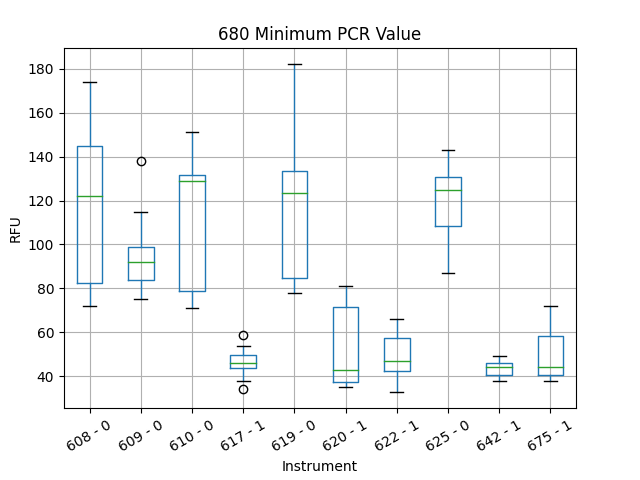 680 Minimum PCR Value
180
160
140
120
100
80
60
40
RFU
608 - 0
609 - 0
610 - 0
617 - 1
619 - 0
620 - 1
622 - 1
625 - 0
642 - 1
675 - 1
Instrument